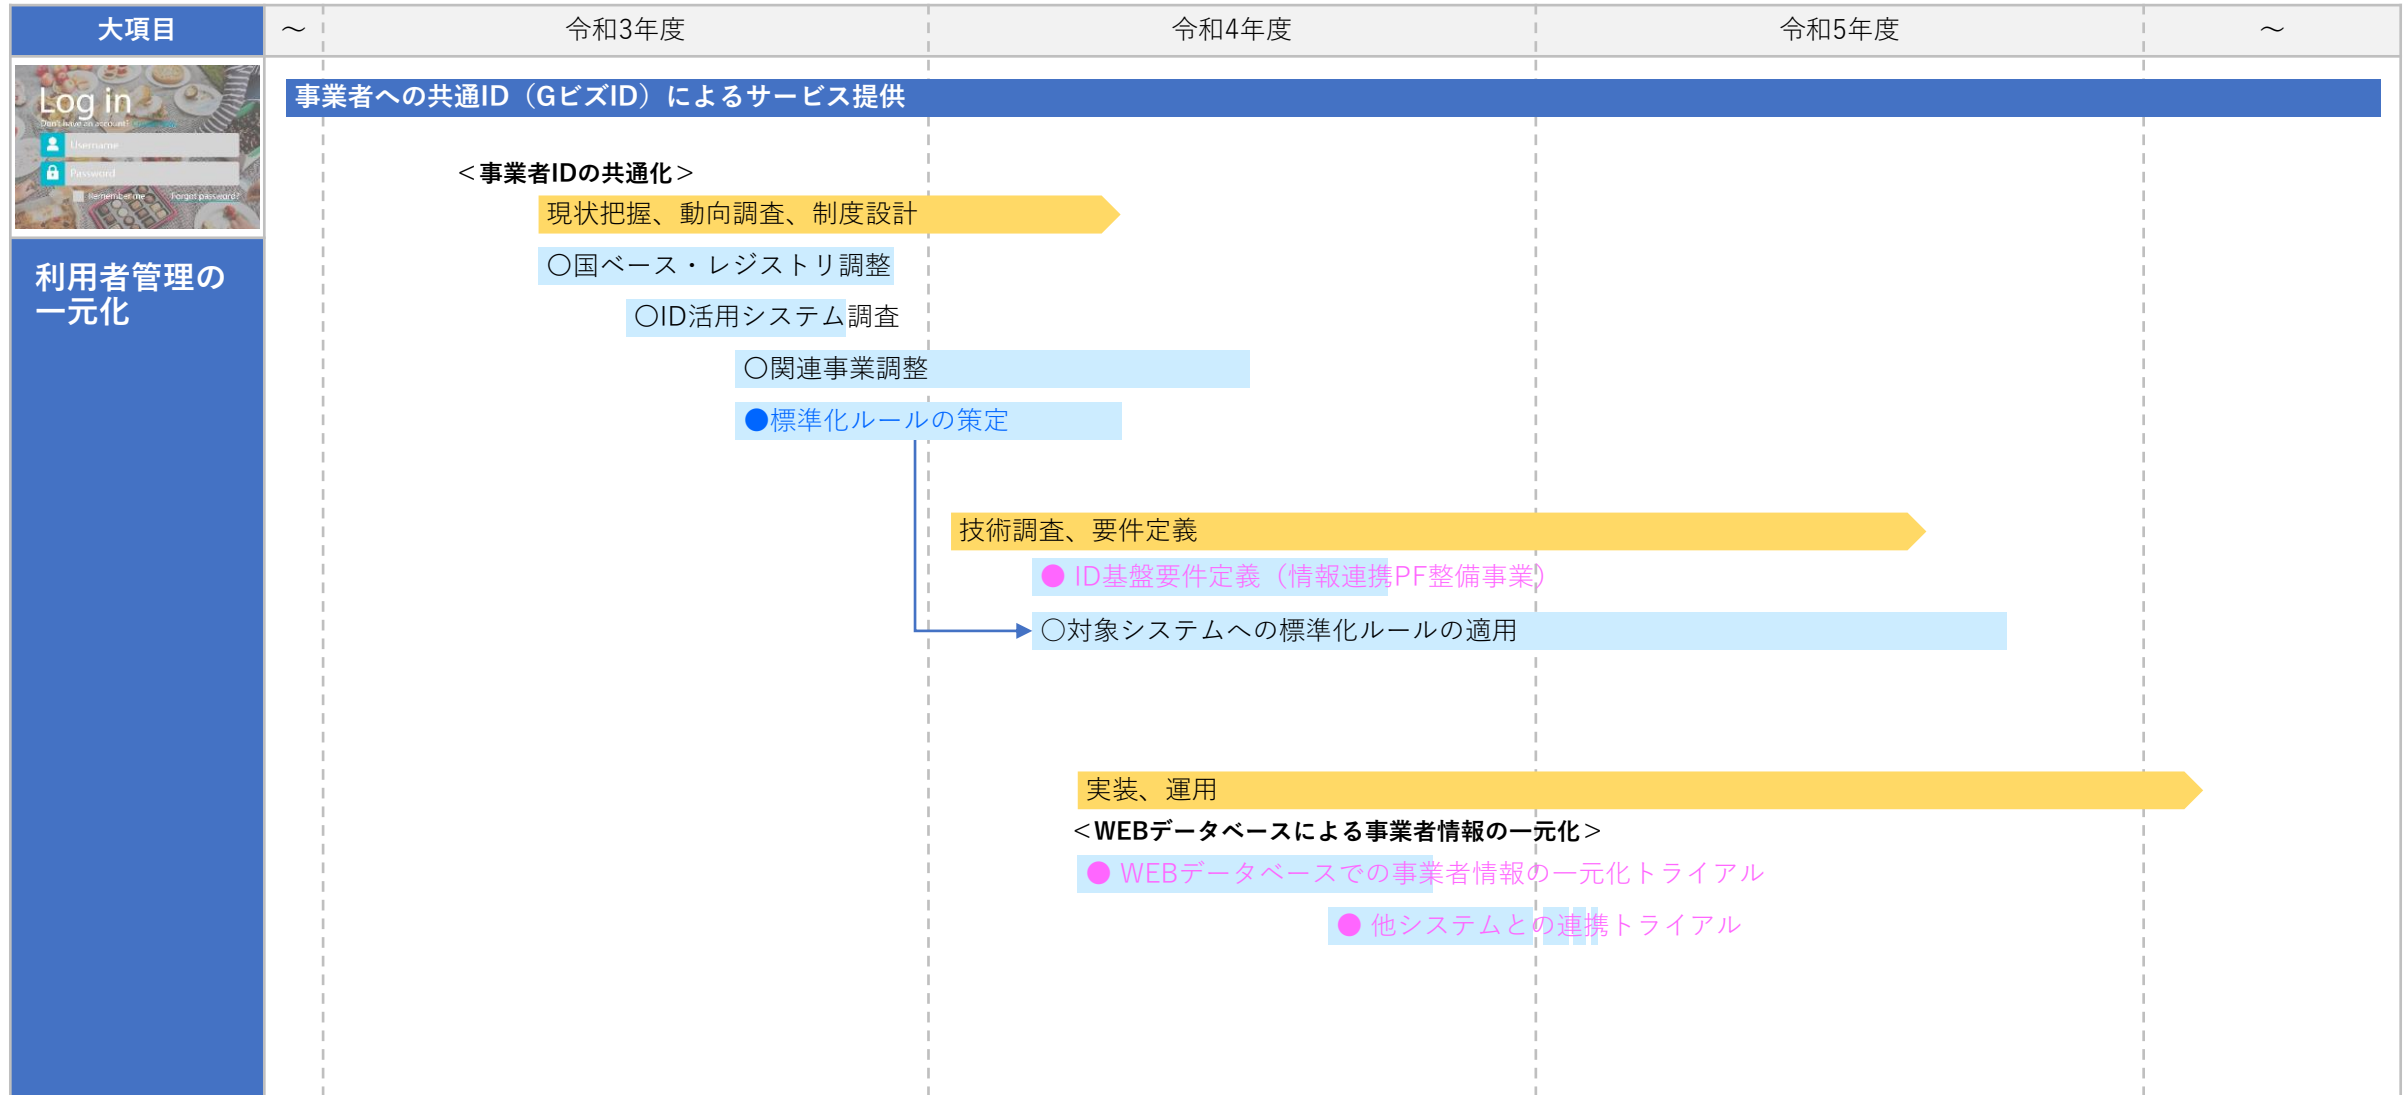 大項目
～
令和3年度
令和4年度
令和5年度
～
Log in
Don't have an account?
Username
Password
Remember me
Forgot password?
利用者管理の
一元化
事業者への共通ID（GビズID）によるサービス提供
＜事業者IDの共通化＞
現状把握、動向調査、制度設計
〇国ベース・レジストリ調整
〇ID活用システム調査
〇関連事業調整
●標準化ルールの策定
技術調査、要件定義
● ID基盤要件定義（情報連携PF整備事業）
〇対象システムへの標準化ルールの適用
実装、運用
＜WEBデータベースによる事業者情報の一元化＞
● WEBデータベースでの事業者情報の一元化トライアル
● 他システムとの連携トライアル